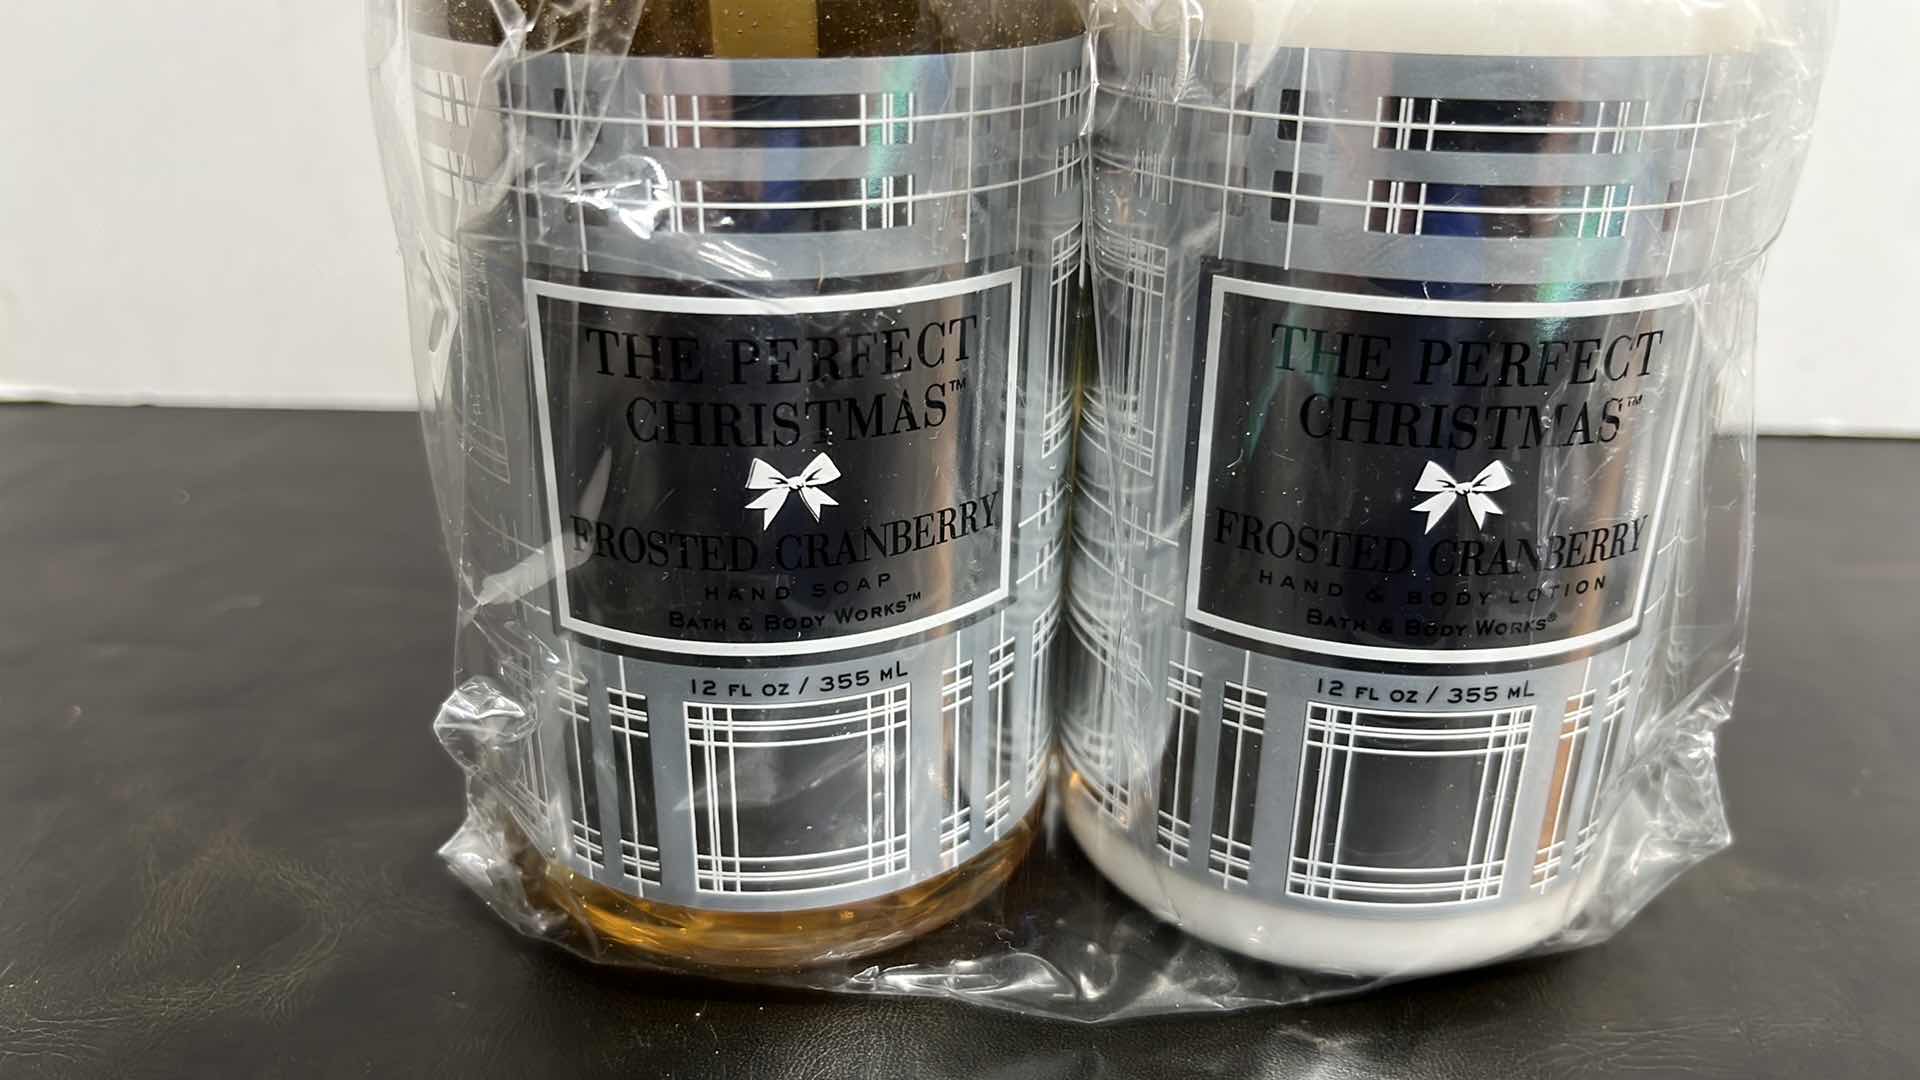 THE PERFECT
CHRISTMAS™
FROSTED CRANBERRY
HAND SOAP
BATH & BODY WORKS™
12 FL OZ / 355 mL
THE PERFECT
CHRISTMAS™
FROSTED CRANBERRY
HAND & BODY LOTION
BATH & BODY WORKS®
12 FL OZ / 355 mL